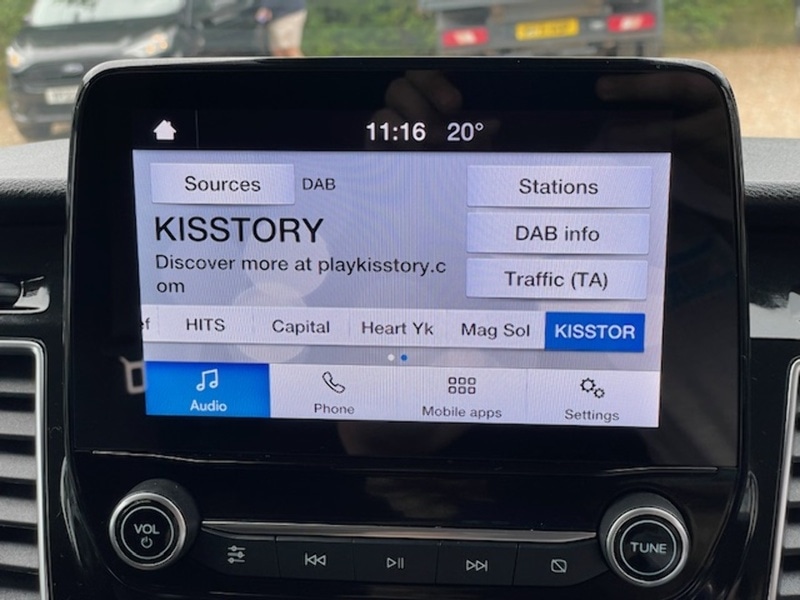 11:16 20°
Sources DAB Stations
KISSTORY
DAB info
Discover more at playkisstory.c
om
Traffic (TA)
ef HITS Capital Heart Yk Mag Sol KISSTOR
Audio Phone Mobile apps Settings
VOL TUNE